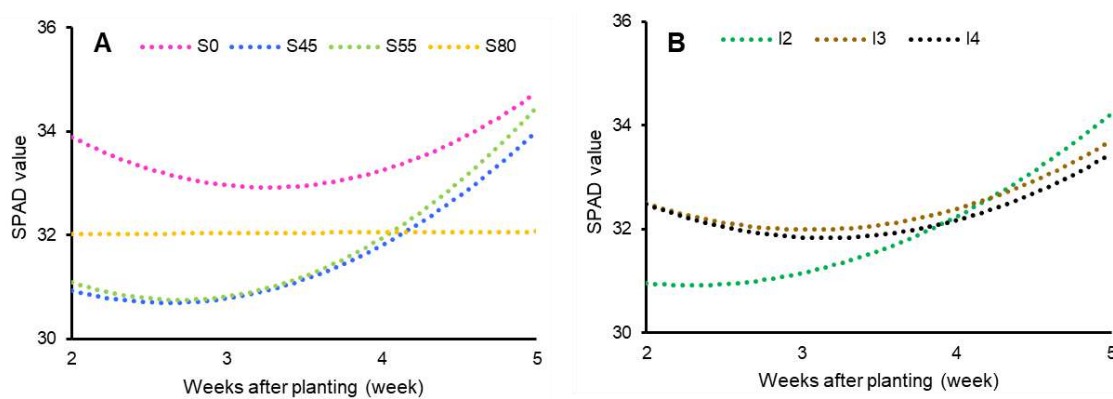 A
S0 S45 S55 S80
36
34
32
30
SPAD value
2 3 4 5
Weeks after planting (week)
B
I2 I3 I4
36
34
32
30
SPAD value
2 3 4 5
Weeks after planting (week)